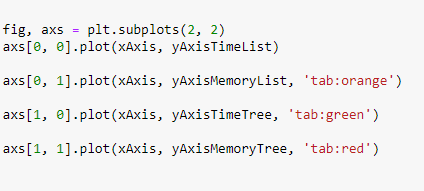 fig, axs = plt.subplots(2, 2)
axs[0, 0].plot(xAxis, yAxisTimeList)
axs[0, 1].plot(xAxis, yAxisMemoryList, 'tab:orange')
axs[1, 0].plot(xAxis, yAxisTimeTree, 'tab:green')
axs[1, 1].plot(xAxis, yAxisMemoryTree, 'tab:red')